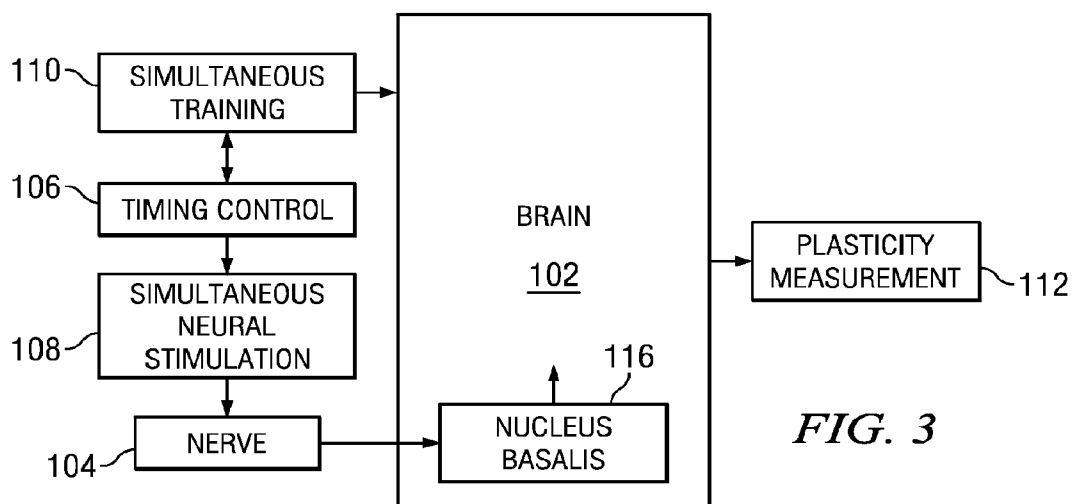 110
SIMULTANEOUS
TRAINING
106
TIMING CONTROL
108
SIMULTANEOUS
NEURAL
STIMULATION
104
NERVE
BRAIN
102
116
NUCLEUS
BASALIS
PLASTICITY
MEASUREMENT
112
FIG. 3